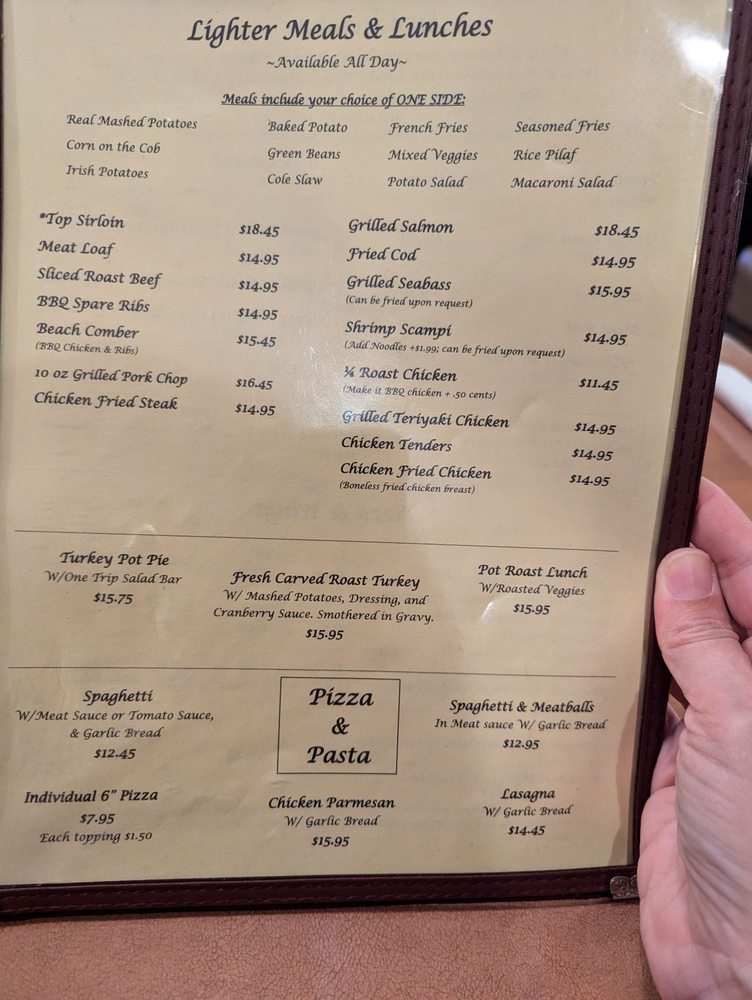 Lighter Meals & Lunches
~Available All Day~
Meals include your choice of ONE SIDE:
Real Mashed Potatoes
Corn on the Cob
Irish Potatoes
Baked Potato
Green Beans
Cole Slaw
French Fries
Mixed Veggies
Potato Salad
Seasoned Fries
Rice Pilaf
Macaroni Salad
*Top Sirloin $18.45
Meat Loaf $14.95
Sliced Roast Beef $14.95
BBQ Spare Ribs $14.95
Beach Comber $15.45
(BBQ Chicken & Ribs)
10 oz Grilled Pork Chop $16.45
Chicken Fried Steak $14.95
Grilled Salmon $18.45
Fried Cod $14.95
Grilled Seabass $15.95
(Can be fried upon request)
Shrimp Scampi $14.95
(Add Noodles +$1.99; can be fried upon request)
¼ Roast Chicken $11.45
(Make it BBQ chicken + .50 cents)
Grilled Teriyaki Chicken $14.95
Chicken Tenders $14.95
Chicken Fried Chicken $14.95
(Boneless fried chicken breast)
Turkey Pot Pie
W/One Trip Salad Bar
$15.75
Fresh Carved Roast Turkey
W/ Mashed Potatoes, Dressing, and
Cranberry Sauce. Smothered in Gravy.
$15.95
Pot Roast Lunch
W/Roasted Veggies
$15.95
Spaghetti
W/Meat Sauce or Tomato Sauce,
& Garlic Bread
$12.45
Pizza
&
Pasta
Spaghetti & Meatballs
In Meat sauce W/ Garlic Bread
$12.95
Individual 6" Pizza
$7.95
Each topping $1.50
Chicken Parmesan
W/ Garlic Bread
$15.95
Lasagna
W/ Garlic Bread
$14.45